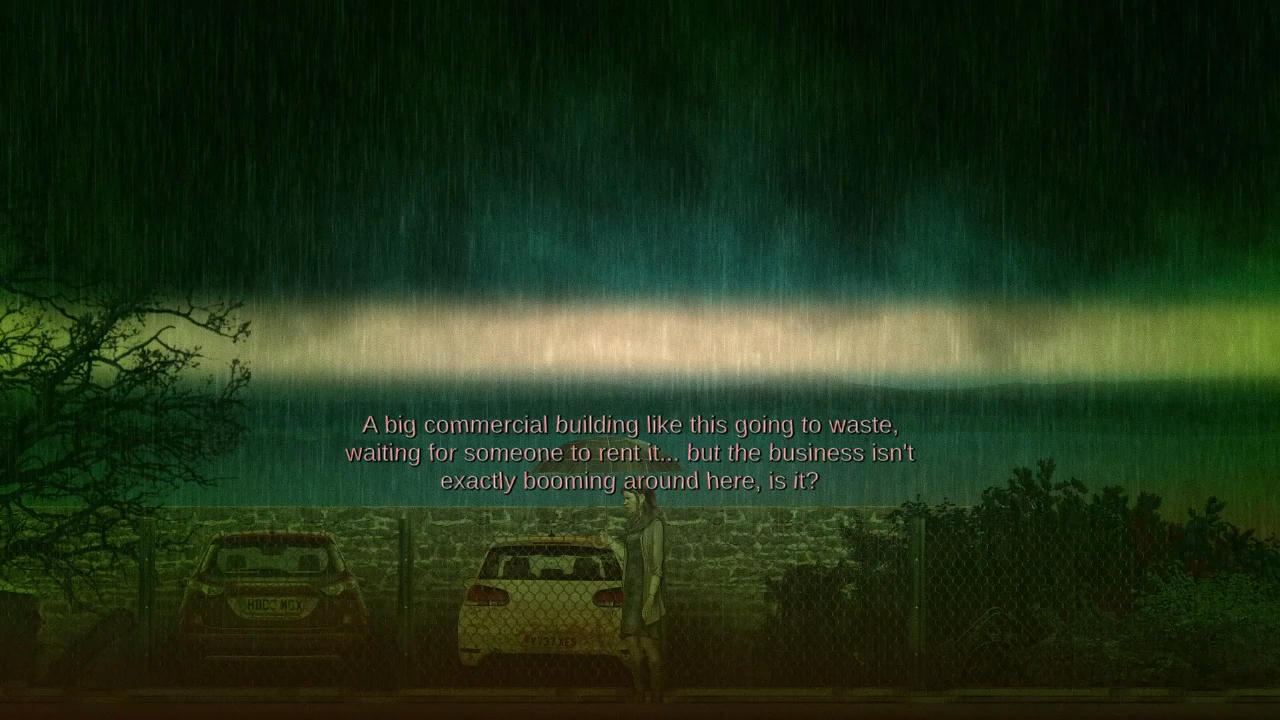 A big commercial building like this going to waste,
waiting for someone to rent it... but the business isn't
exactly booming around here, is it?